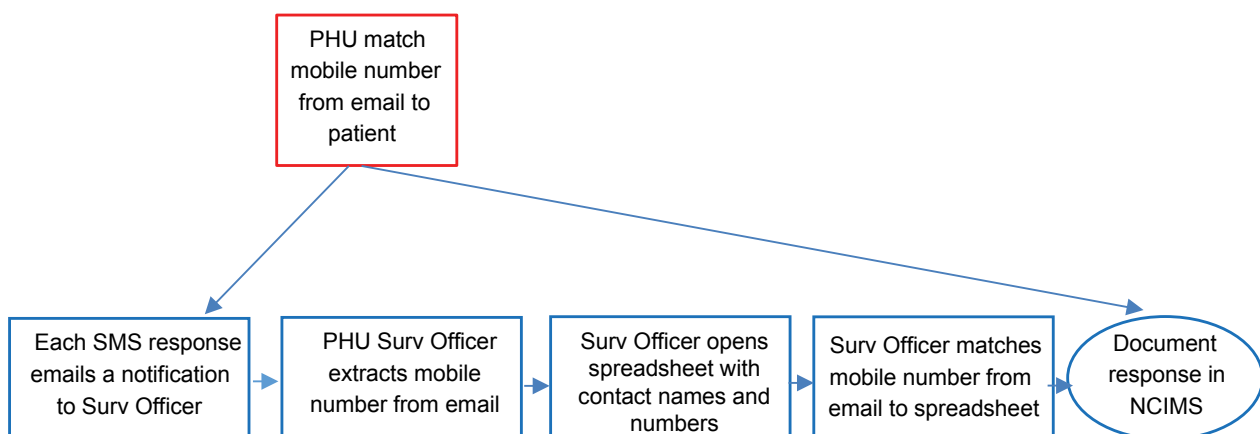 PHU match
mobile number
from email to
patient
Each SMS response
emails a notification
to Surv Officer
PHU Surv Officer
extracts mobile
number from email
Surv Officer opens
spreadsheet with
contact names and
numbers
Surv Officer matches
mobile number from
email to spreadsheet
Document
response in
NCIMS